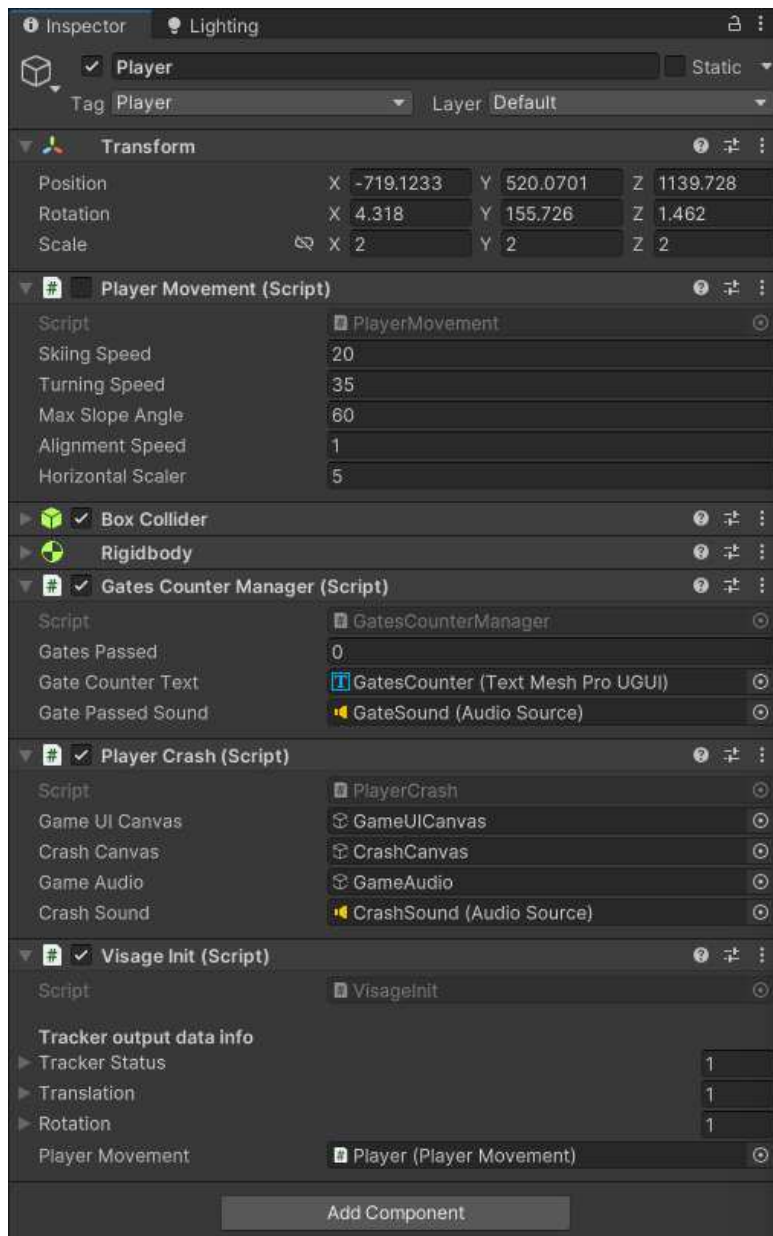 Inspector Lighting
Player Static
Tag Player Layer Default
Transform
Position X -719.1233 Y 520.0701 Z 1139.728
Rotation X 4.318 Y 155.726 Z 1.462
Scale X 2 Y 2 Z 2
# Player Movement (Script)
Script # PlayerMovement
Skiing Speed 20
Turning Speed 35
Max Slope Angle 60
Alignment Speed 1
Horizontal Scaler 5
Box Collider
Rigidbody
# Gates Counter Manager (Script)
Script # GatesCounterManager
Gates Passed 0
Gate Counter Text GatesCounter (Text Mesh Pro UGUI)
Gate Passed Sound GateSound (Audio Source)
# Player Crash (Script)
Script # PlayerCrash
Game UI Canvas GameUICanvas
Crash Canvas CrashCanvas
Game Audio GameAudio
Crash Sound CrashSound (Audio Source)
# Visage Init (Script)
Script # VisageInit
Tracker output data info
Tracker Status 1
Translation 1
Rotation 1
Player Movement # Player (Player Movement)
Add Component